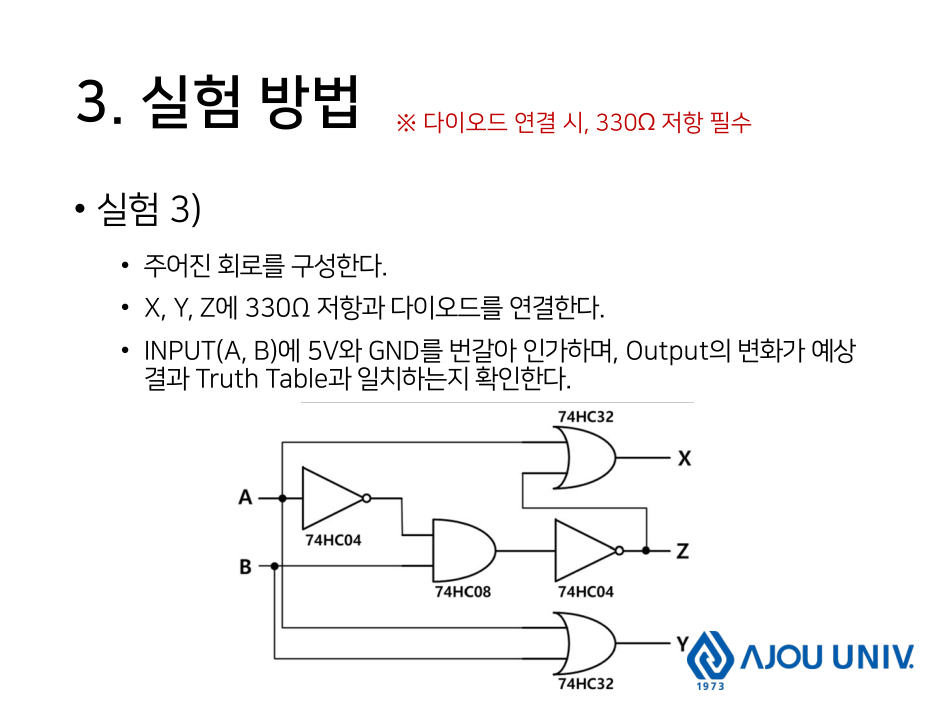 3. 실험 방법
※ 다이오드 연결 시, 330Ω 저항 필수
• 실험 3)
• 주어진 회로를 구성한다.
• X, Y, Z에 330Ω 저항과 다이오드를 연결한다.
• INPUT(A, B)에 5V와 GND를 번갈아 인가하며, Output의 변화가 예상
결과 Truth Table과 일치하는지 확인한다.
74HC32
X
A
74HC04
B
74HC08
74HC04
Z
74HC32
Y
AJOU UNIV.
1973